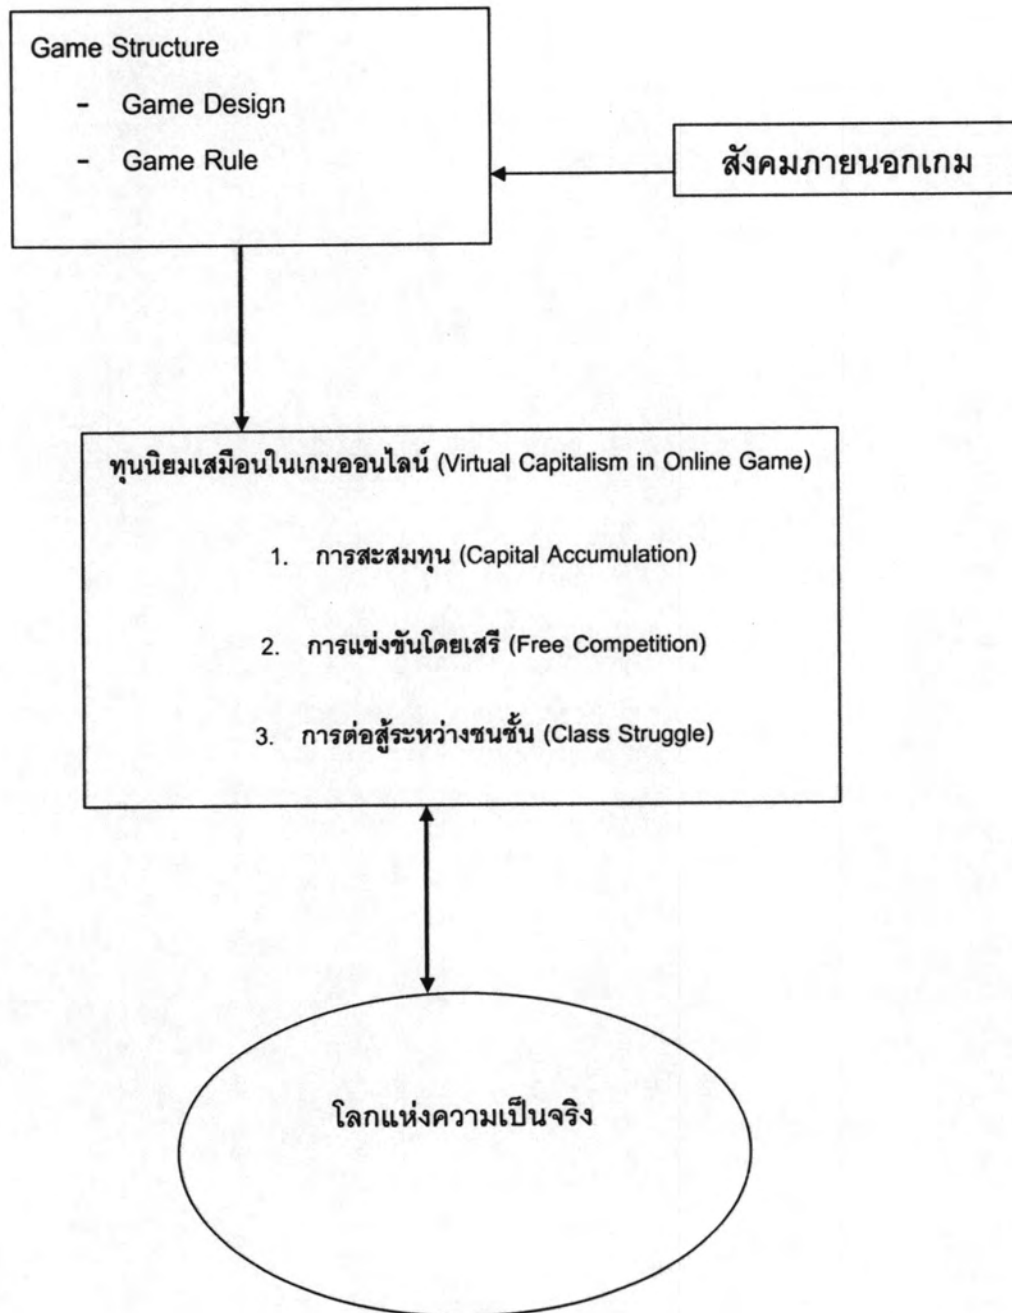 Game Structure
- Game Design
- Game Rule
สังคมภายนอกเกม
ทุนนิยมเสมือนในเกมออนไลน์ (Virtual Capitalism in Online Game)
1. การสะสมทุน (Capital Accumulation)
2. การแข่งขันโดยเสรี (Free Competition)
3. การต่อสู้ระหว่างชนชั้น (Class Struggle)
โลกแห่งความเป็นจริง